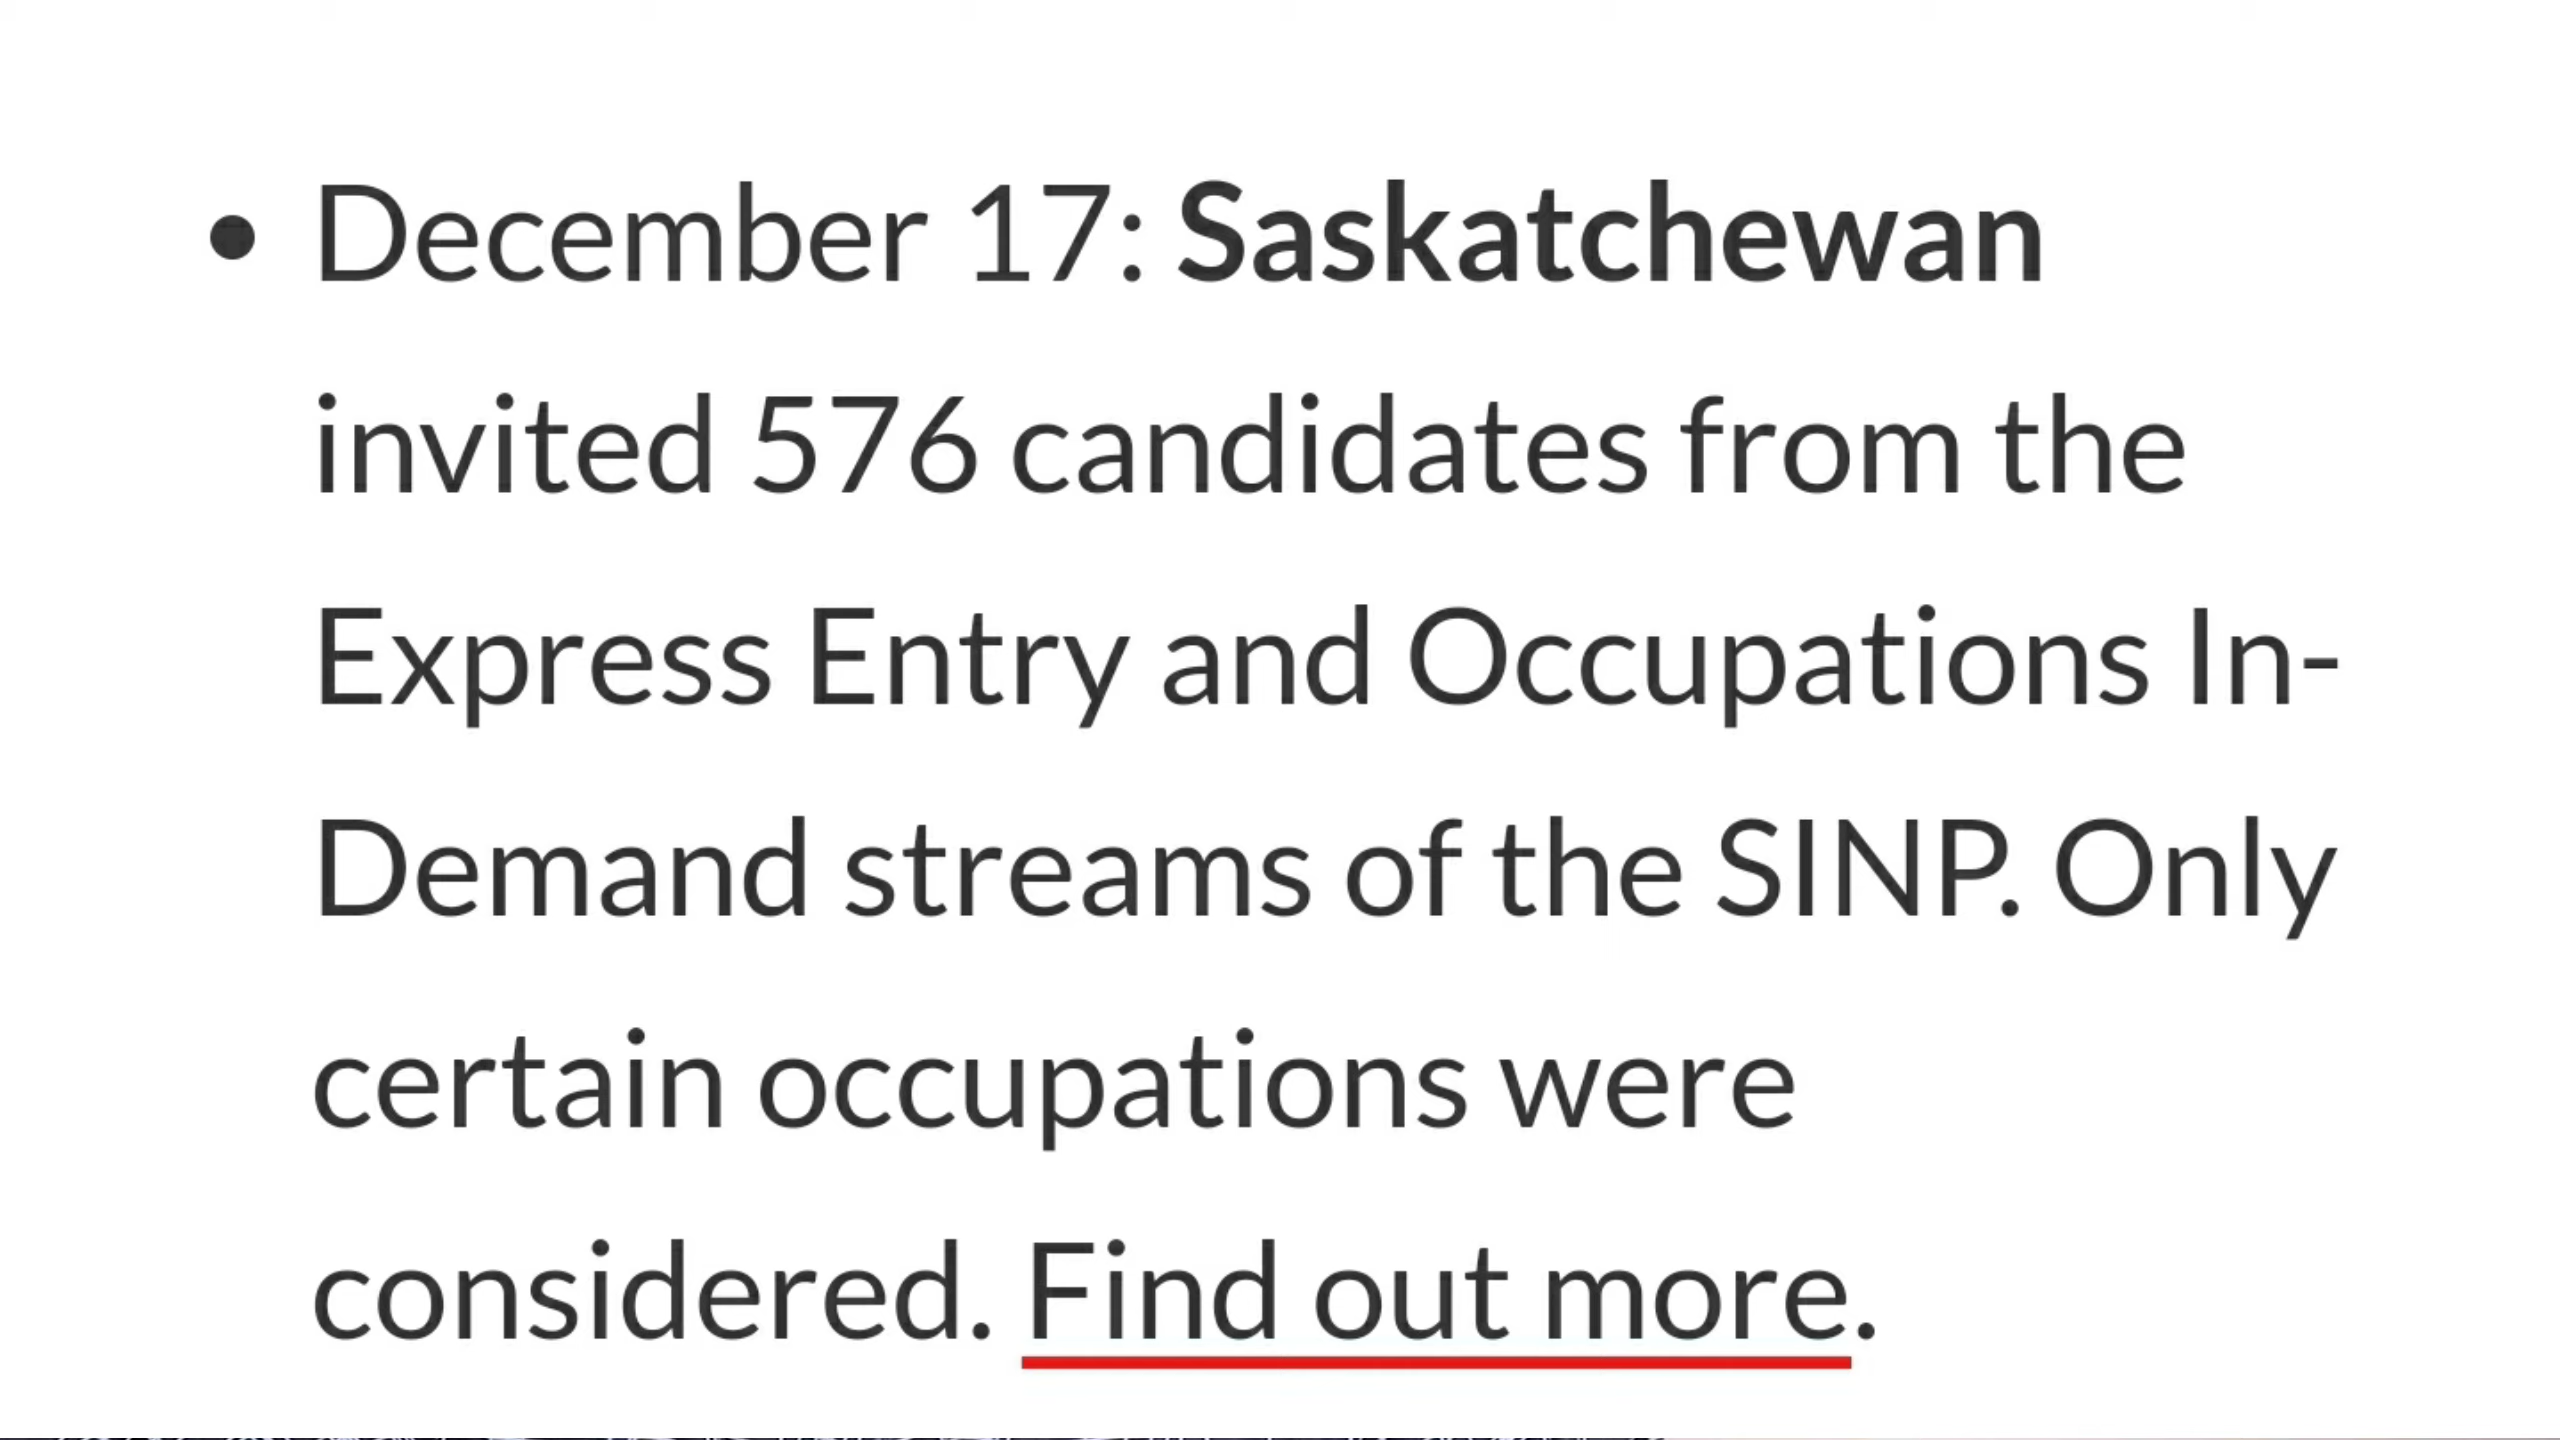 • December 17: Saskatchewan
invited 576 candidates from the
Express Entry and Occupations In-
Demand streams of the SINP. Only
certain occupations were
considered. Find out more.